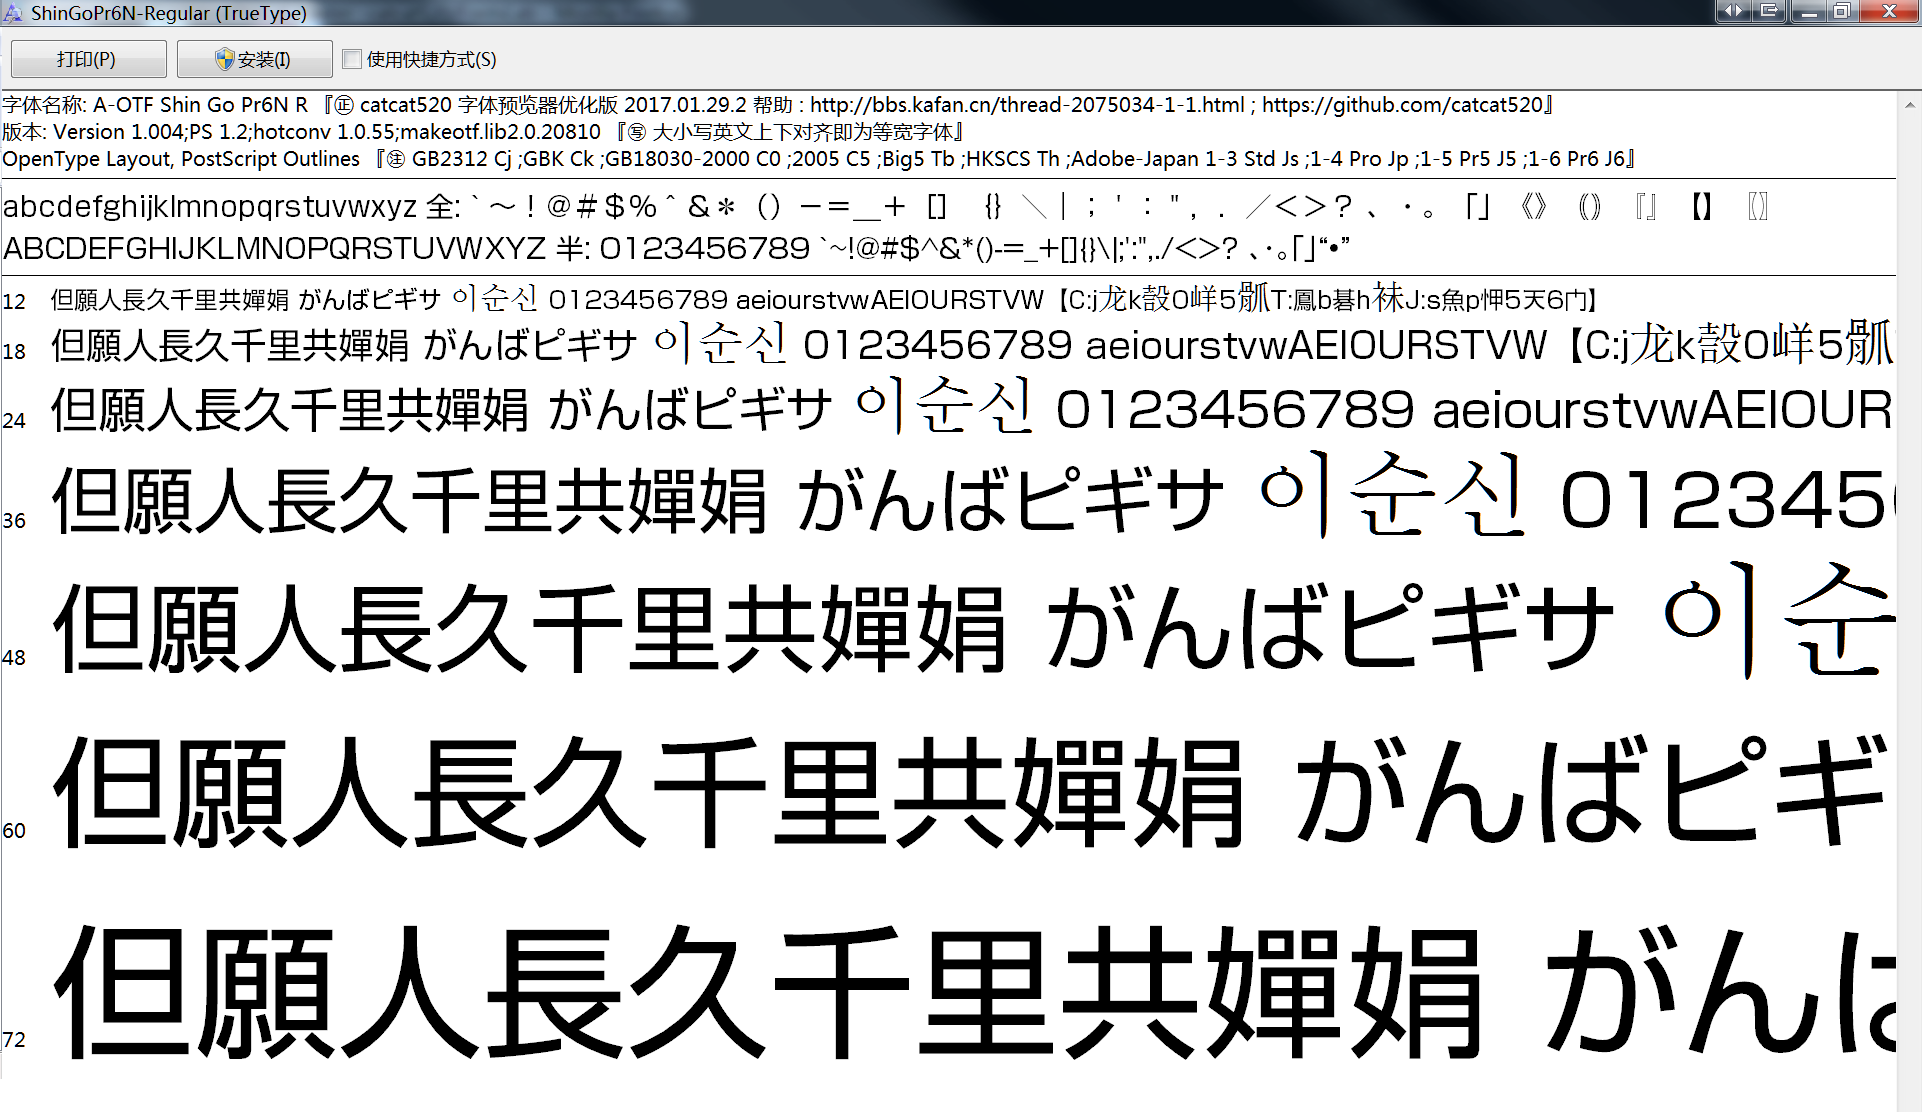 ShinGoPr6N-Regular (TrueType)
打印(P) 安装(I) 使用快捷方式(S)
字体名称: A-OTF Shin Go Pr6N R 『㊣ catcat520 字体预览器优化版 2017.01.29.2 帮助 : http://bbs.kafan.cn/thread-2075034-1-1.html ; https://github.com/catcat520』
版本: Version 1.004;PS 1.2;hotconv 1.0.55;makeotf.lib2.0.20810 『㊢ 大小写英文上下对齐即为等宽字体』
OpenType Layout, PostScript Outlines 『㊟ GB2312 Cj ;GBK Ck ;GB18030-2000 C0 ;2005 C5 ;Big5 Tb ;HKSCS Th ;Adobe-Japan 1-3 Std Js ;1-4 Pro Jp ;1-5 Pr5 J5 ;1-6 Pr6 J6』
abcdefghijklmnopqrstuvwxyz 全: ｀～！＠＃＄％＾＆＊（）－＝＿＋［］｛｝＼｜；＇：＂，．／＜＞？、・。「」《》｟｠『』【】〖〗
ABCDEFGHIJKLMNOPQRSTUVWXYZ 半: 0123456789 `~!@#$^&*()-=_+[]{}\|;':",./<>? ､･｡｢｣“•”
12 但願人長久千里共嬋娟 がんばピギサ 이순신 0123456789 aeiourstvwAEIOURSTVW【C:j龙k嗀0峠5骪T:鳳b碁h袜J:s魚p怦5天6门】
18 但願人長久千里共嬋娟 がんばピギサ 이순신 0123456789 aeiourstvwAEIOURSTVW【C:j龙k
24 但願人長久千里共嬋娟 がんばピギサ 이순신 0123456789 aeiourstvwAEIOUR
36 但願人長久千里共嬋娟 がんばピギサ 이순신 012345
48 但願人長久千里共嬋娟 がんばピギサ 이순
60 但願人長久千里共嬋娟 がんばピギ
72 但願人長久千里共嬋娟 がんは